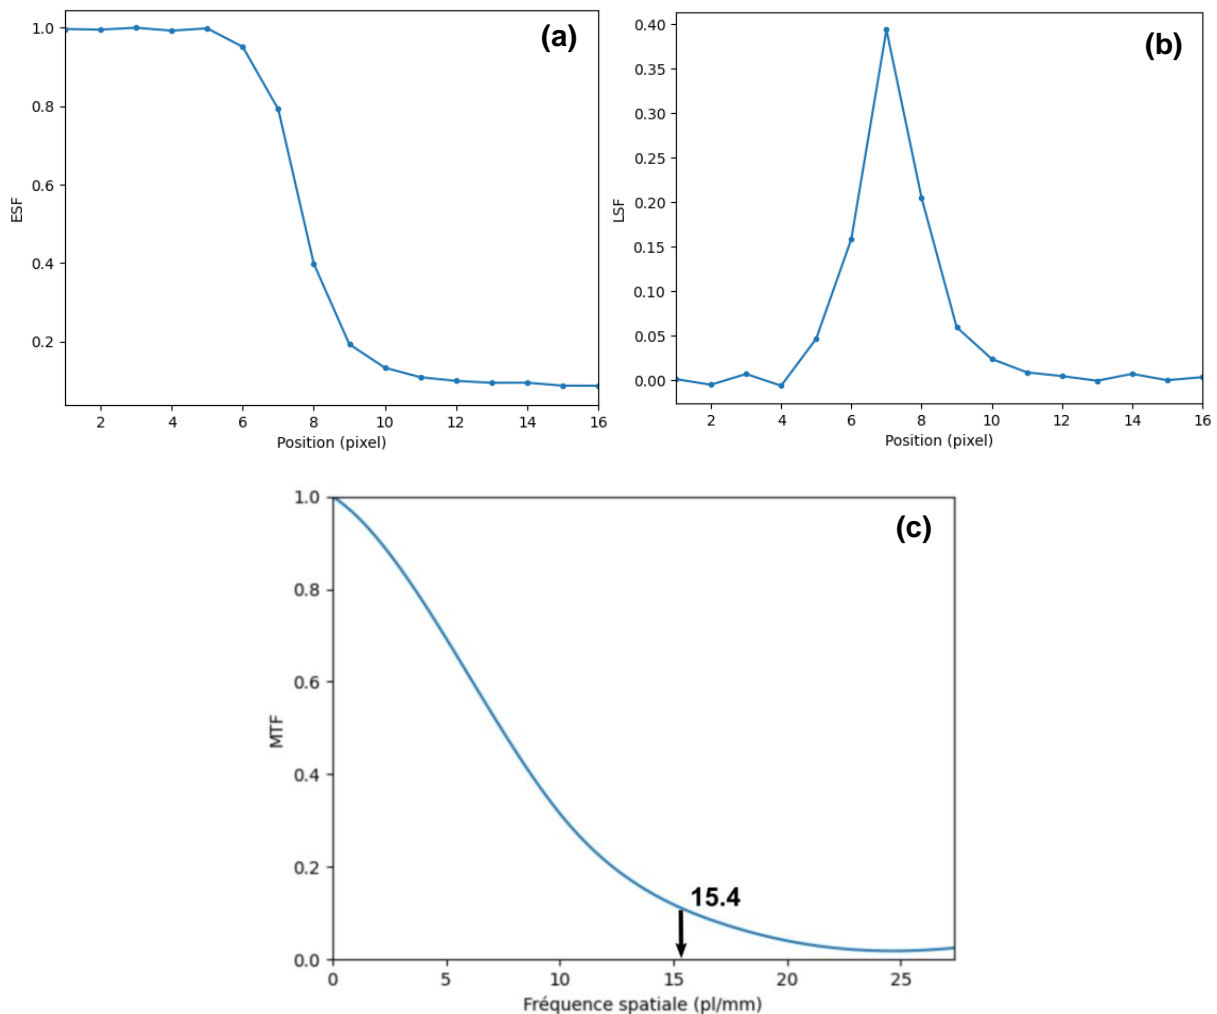 (a)
ESF
1.0
0.8
0.6
0.4
0.2
2 4 6 8 10 12 14 16
Position (pixel)
(b)
LSF
0.40
0.35
0.30
0.25
0.20
0.15
0.10
0.05
0.00
2 4 6 8 10 12 14 16
Position (pixel)
(c)
MTF
1.0
0.8
0.6
0.4
0.2
0.0
15.4
0 5 10 15 20 25
Fréquence spatiale (pl/mm)